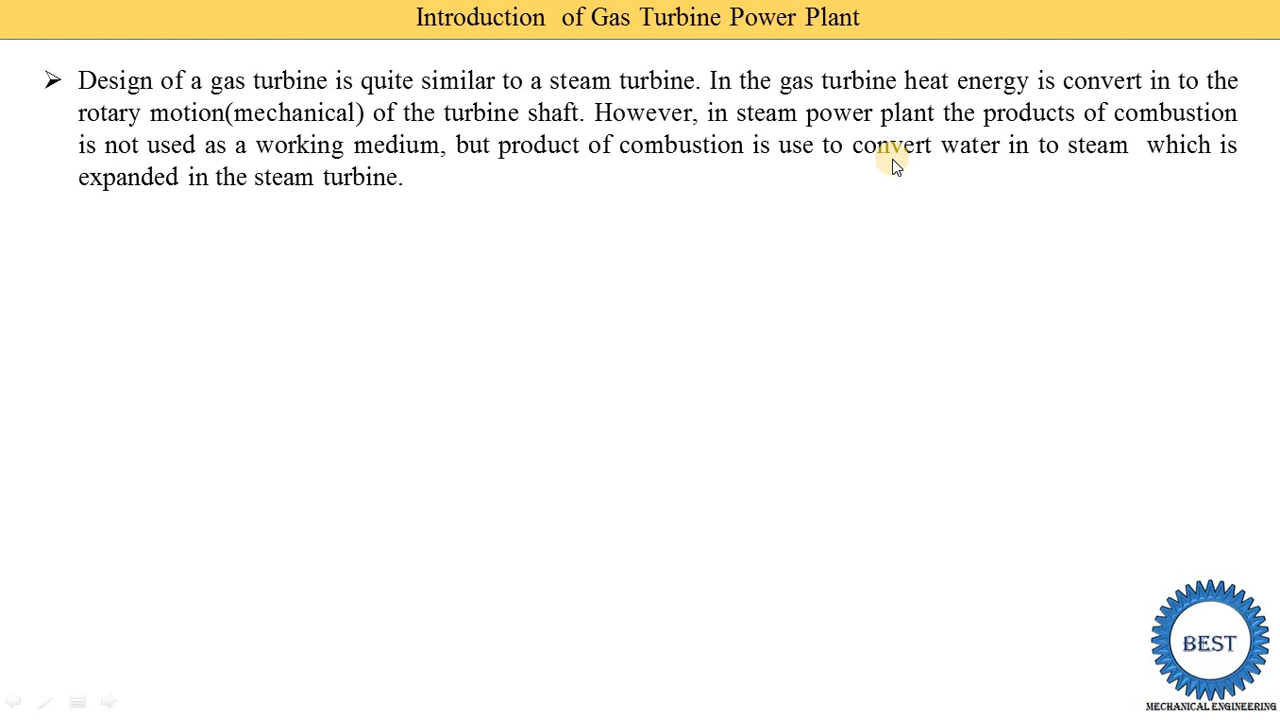 Introduction of Gas Turbine Power Plant
Design of a gas turbine is quite similar to a steam turbine. In the gas turbine heat energy is convert in to the
rotary motion(mechanical) of the turbine shaft. However, in steam power plant the products of combustion
is not used as a working medium, but product of combustion is use to convert water in to steam which is
expanded in the steam turbine.
BEST
MECHANICAL ENGINEERING